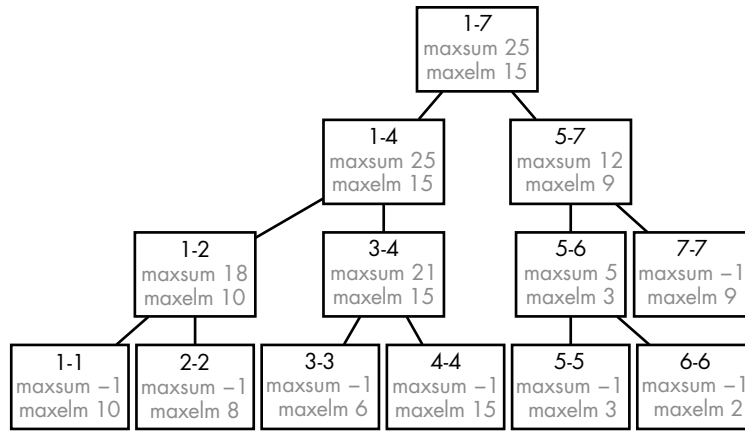 1-7
maxsum 25
maxelm 15
1-4
maxsum 25
maxelm 15
5-7
maxsum 12
maxelm 9
1-2
maxsum 18
maxelm 10
3-4
maxsum 21
maxelm 15
5-6
maxsum 5
maxelm 3
7-7
maxsum −1
maxelm 9
1-1
maxsum −1
maxelm 10
2-2
maxsum −1
maxelm 8
3-3
maxsum −1
maxelm 6
4-4
maxsum −1
maxelm 15
5-5
maxsum −1
maxelm 3
6-6
maxsum −1
maxelm 2